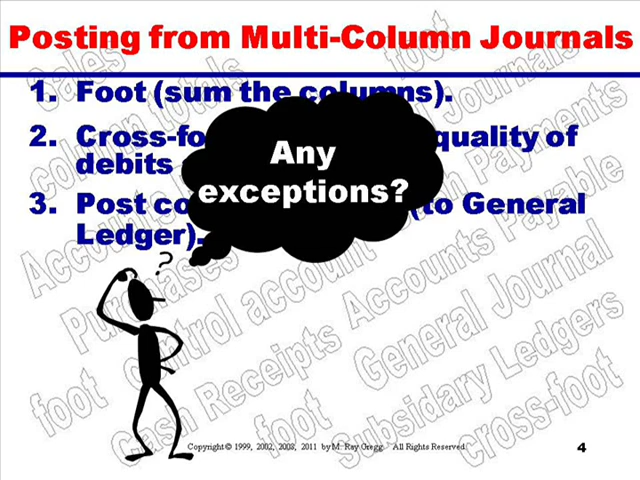 Posting from Multi-Column Journals
1. Foot (sum the columns).
2. Cross-fo quality of
debits
3. Post co (to General
Ledger).
Any
exceptions?
?
Sales
foot
column totals
Journals
Cash Payments
Accounts
Purchases
Control account
Accounts Payable
General Journal
foot
Cash Receipts
foot
Subsidary Ledgers
cross-foot
Copyright © 1999, 2002, 2008, 2011 by M. Ray Gregg. All Rights Reserved.
4